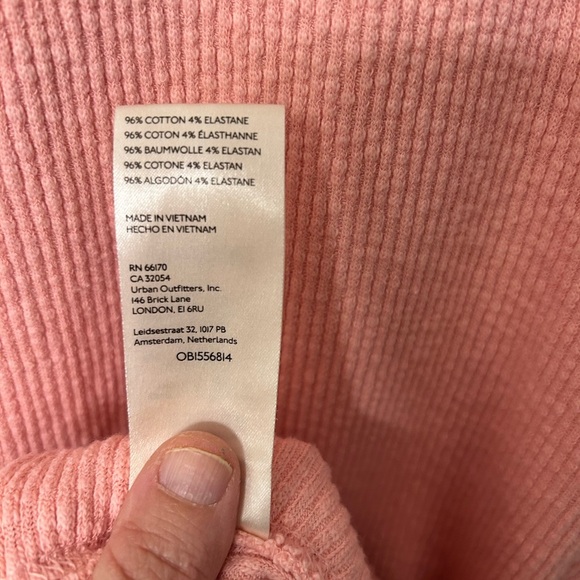 96% COTTON 4% ELASTANE
96% COTON 4% ÉLASTHANNE
96% BAUMWOLLE 4% ELASTAN
96% COTONE 4% ELASTAN
96% ALGODÓN 4% ELASTANE
MADE IN VIETNAM
HECHO EN VIETNAM
RN 66170
CA 32054
Urban Outfitters, Inc.
146 Brick Lane
LONDON, E1 6RU
Leidsestraat 32, 1017 PB
Amsterdam, Netherlands
OB1556814